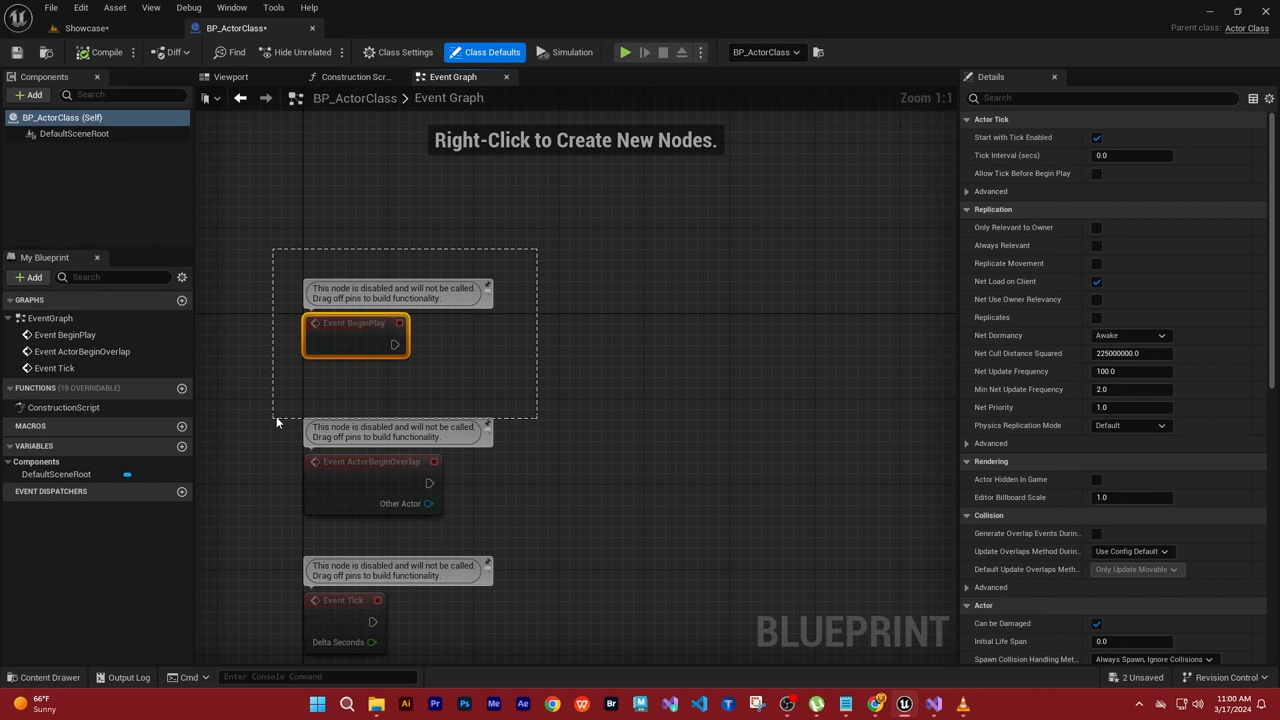 File Edit Asset View Debug Window Tools Help
Showcase*
BP_ActorClass*
Parent class: Actor Class
Compile
Diff
Find
Hide Unrelated
Class Settings
Class Defaults
Simulation
BP_ActorClass
Components
Add
Search
BP_ActorClass (Self)
DefaultSceneRoot
My Blueprint
Add
Search
GRAPHS
EventGraph
Event BeginPlay
Event ActorBeginOverlap
Event Tick
FUNCTIONS (19 OVERRIDABLE)
ConstructionScript
MACROS
VARIABLES
Components
DefaultSceneRoot
EVENT DISPATCHERS
Viewport
Construction Scr...
Event Graph
BP_ActorClass > Event Graph
Zoom 1:1
Right-Click to Create New Nodes.
This node is disabled and will not be called.
Drag off pins to build functionality.
Event BeginPlay
This node is disabled and will not be called.
Drag off pins to build functionality.
Event ActorBeginOverlap
Other Actor
This node is disabled and will not be called.
Drag off pins to build functionality.
Event Tick
Delta Seconds
BLUEPRINT
Details
Search
Actor Tick
Start with Tick Enabled
Tick Interval (secs) 0.0
Allow Tick Before Begin Play
Advanced
Replication
Only Relevant to Owner
Always Relevant
Replicate Movement
Net Load on Client
Net Use Owner Relevancy
Replicates
Net Dormancy Awake
Net Cull Distance Squared 225000000.0
Net Update Frequency 100.0
Min Net Update Frequency 2.0
Net Priority 1.0
Physics Replication Mode Default
Advanced
Rendering
Actor Hidden In Game
Editor Billboard Scale 1.0
Collision
Generate Overlap Events Durin..
Update Overlaps Method Durin.. Use Config Default
Default Update Overlaps Meth.. Only Update Movable
Advanced
Actor
Can be Damaged
Initial Life Span 0.0
Spawn Collision Handling Met.. Always Spawn, Ignore Collisions
Content Drawer
Output Log
Cmd
Enter Console Command
2 Unsaved
Revision Control
66°F
Sunny
Ai Pr Ps Me Ae Br
11:00 AM
3/17/2024